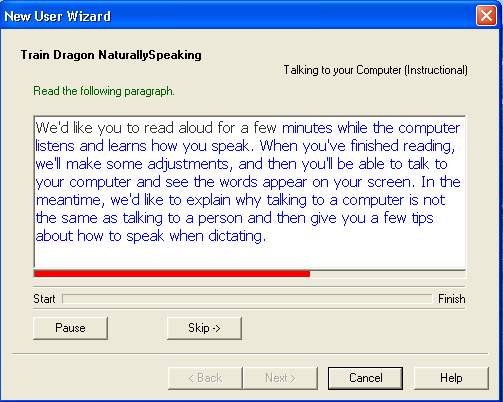 New User Wizard
Train Dragon NaturallySpeaking
Talking to your Computer (Instructional)
Read the following paragraph.
We'd like you to read aloud for a few minutes while the computer
listens and learns how you speak. When you've finished reading,
we'll make some adjustments, and then you'll be able to talk to
your computer and see the words appear on your screen. In the
meantime, we'd like to explain why talking to a computer is not
the same as talking to a person and then give you a few tips
about how to speak when dictating.
Start Finish
Pause Skip ->
< Back Next > Cancel Help